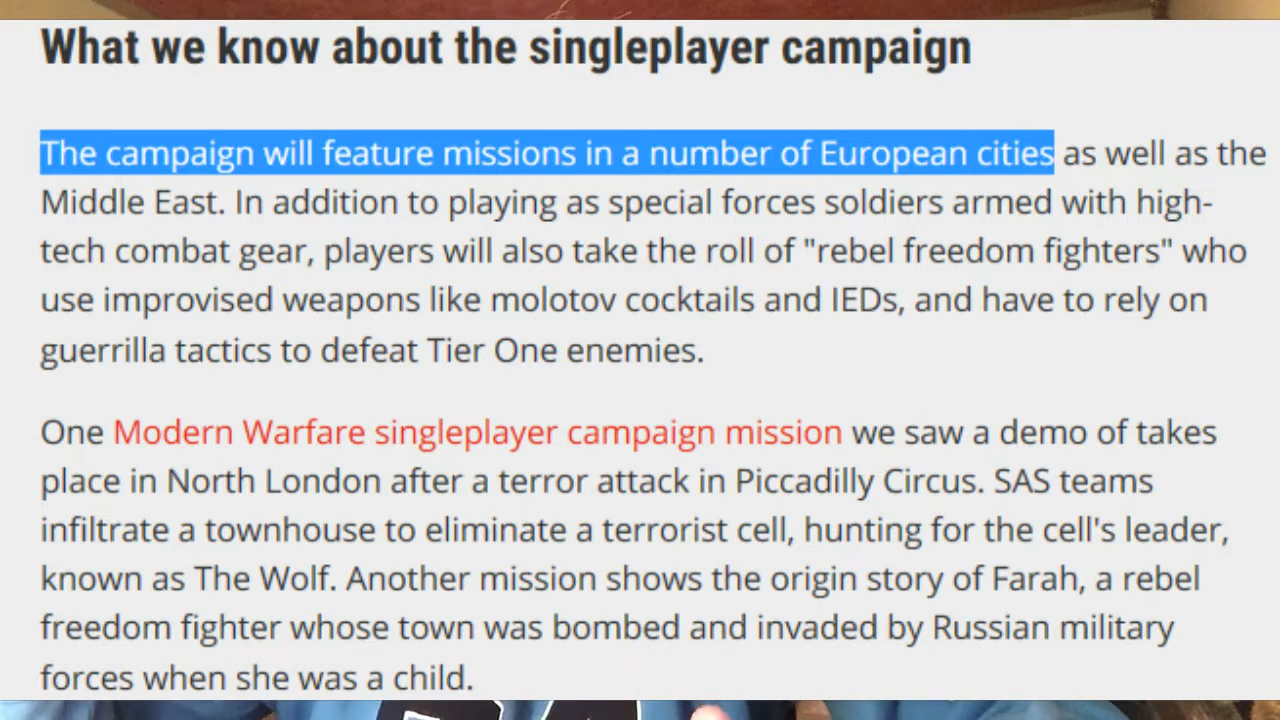 What we know about the singleplayer campaign
The campaign will feature missions in a number of European cities as well as the
Middle East. In addition to playing as special forces soldiers armed with high-
tech combat gear, players will also take the roll of "rebel freedom fighters" who
use improvised weapons like molotov cocktails and IEDs, and have to rely on
guerrilla tactics to defeat Tier One enemies.
One Modern Warfare singleplayer campaign mission we saw a demo of takes
place in North London after a terror attack in Piccadilly Circus. SAS teams
infiltrate a townhouse to eliminate a terrorist cell, hunting for the cell's leader,
known as The Wolf. Another mission shows the origin story of Farah, a rebel
freedom fighter whose town was bombed and invaded by Russian military
forces when she was a child.